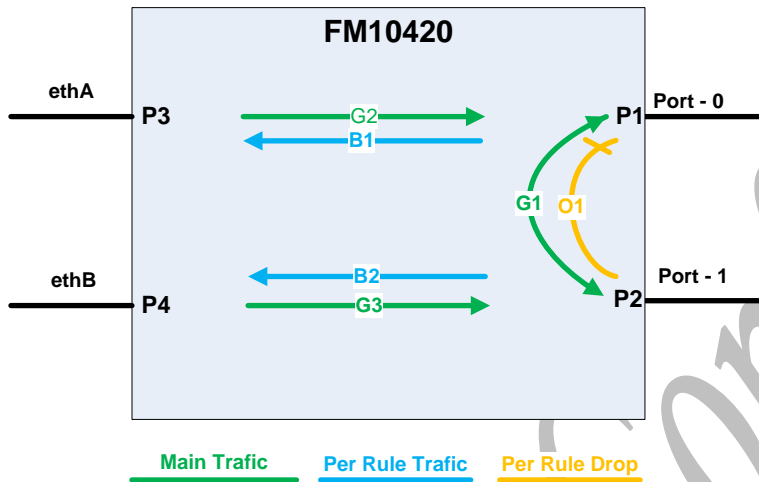 FM10420
ethA
P3
G2
P1
Port - 0
B1
G1
O1
ethB
B2
Port - 1
P4
G3
P2
Main Trafic
Per Rule Trafic
Per Rule Drop